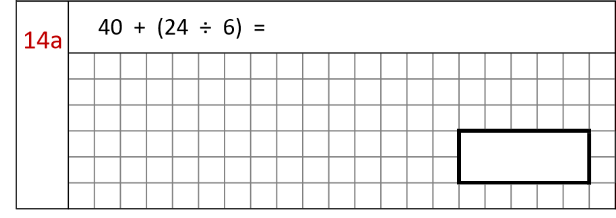 40 + (24 ÷ 6) =
14a